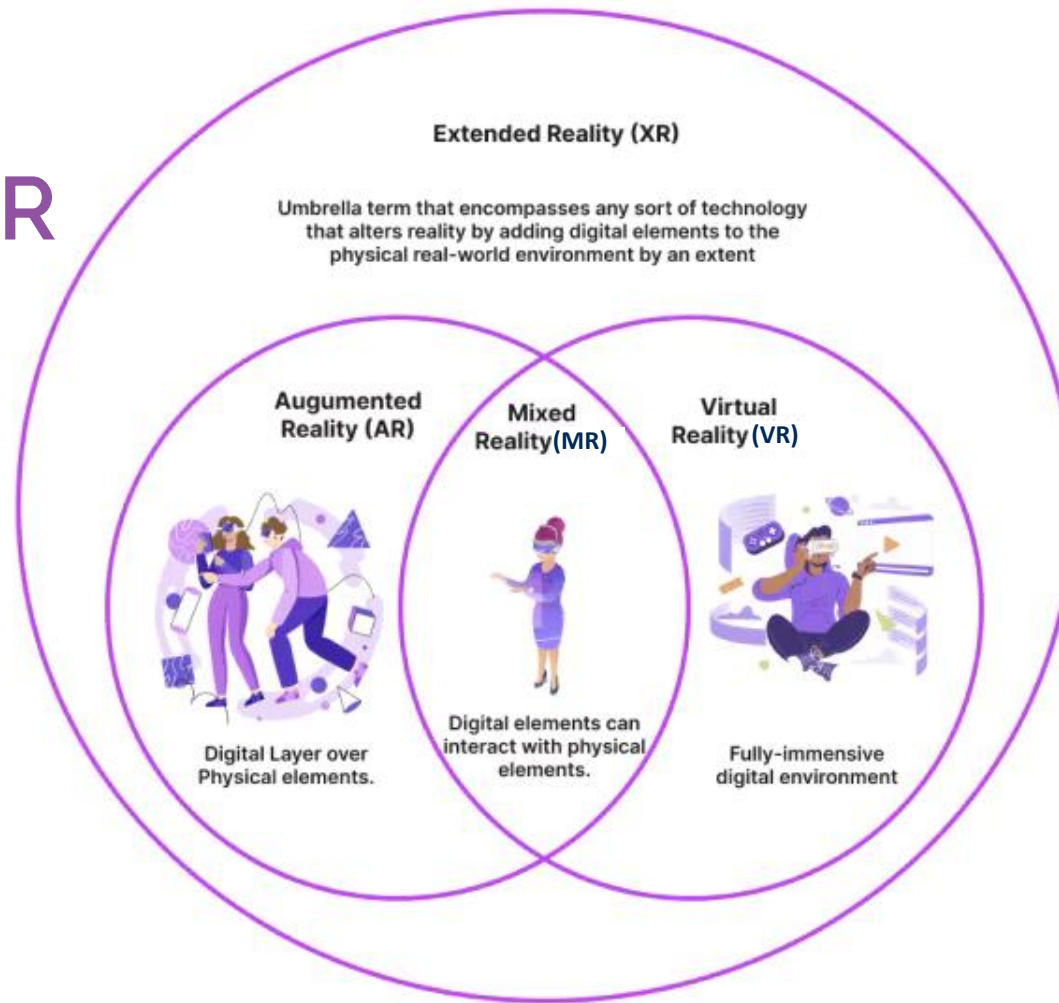 R
Extended Reality (XR)
Umbrella term that encompasses any sort of technology
that alters reality by adding digital elements to the
physical real-world environment by an extent
Augumented
Reality (AR)
Mixed
Reality(MR)
Virtual
Reality(VR)
Digital Layer over
Physical elements.
Digital elements can
interact with physical
elements.
Fully-immensive
digital environment